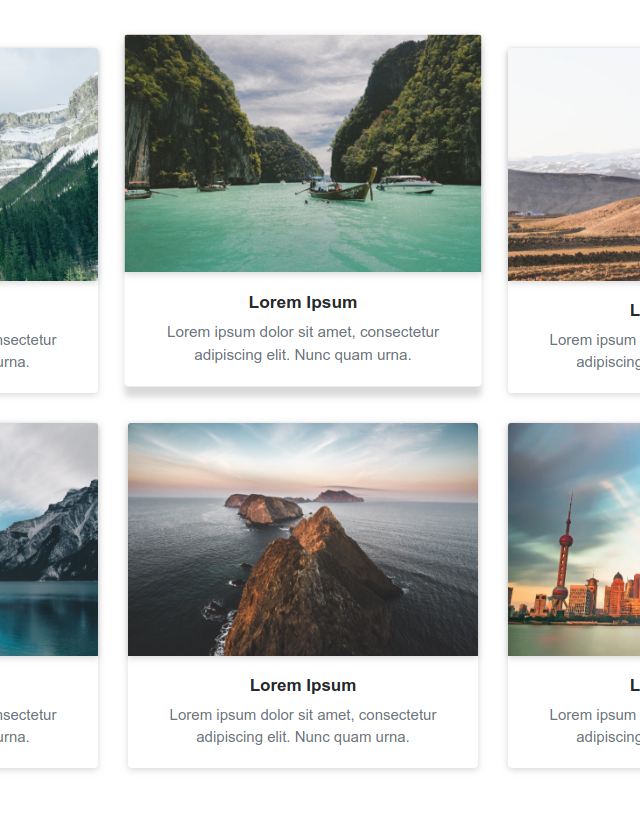 Lorem Ipsum
Lorem ipsum dolor sit amet, consectetur
adipiscing elit. Nunc quam urna.
nsectetur
urna.
L
Lorem ipsum
adipiscing
Lorem Ipsum
Lorem ipsum dolor sit amet, consectetur
adipiscing elit. Nunc quam urna.
nsectetur
urna.
L
Lorem ipsum
adipiscing